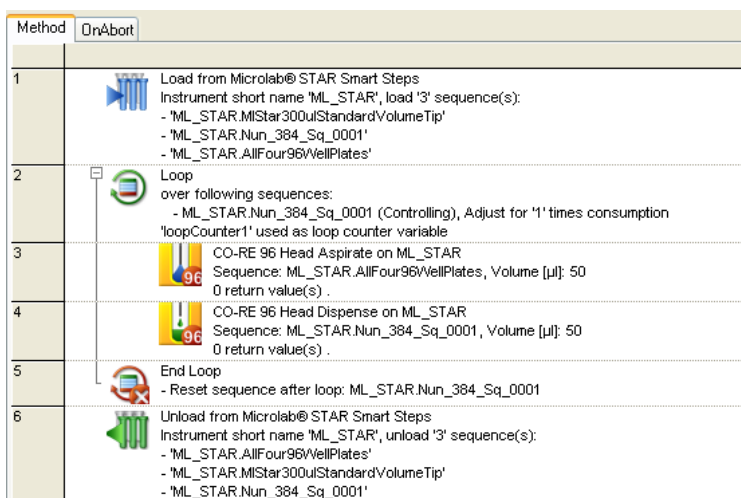 Method OnAbort
1
Load from Microlab® STAR Smart Steps
Instrument short name 'ML_STAR', load '3' sequence(s):
- 'ML_STAR.MlStar300ulStandardVolumeTip'
- 'ML_STAR.Nun_384_Sq_0001'
- 'ML_STAR.AllFour96WellPlates'
2
Loop
over following sequences:
- ML_STAR.Nun_384_Sq_0001 (Controlling), Adjust for '1' times consumption
'loopCounter1' used as loop counter variable
3
96
CO-RE 96 Head Aspirate on ML_STAR
Sequence: ML_STAR.AllFour96WellPlates, Volume [µl]: 50
0 return value(s) .
4
96
CO-RE 96 Head Dispense on ML_STAR
Sequence: ML_STAR.Nun_384_Sq_0001, Volume [µl]: 50
0 return value(s) .
5
End Loop
- Reset sequence after loop: ML_STAR.Nun_384_Sq_0001
6
Unload from Microlab® STAR Smart Steps
Instrument short name 'ML_STAR', unload '3' sequence(s):
- 'ML_STAR.AllFour96WellPlates'
- 'ML_STAR.MlStar300ulStandardVolumeTip'
- 'ML_STAR.Nun_384_Sq_0001'